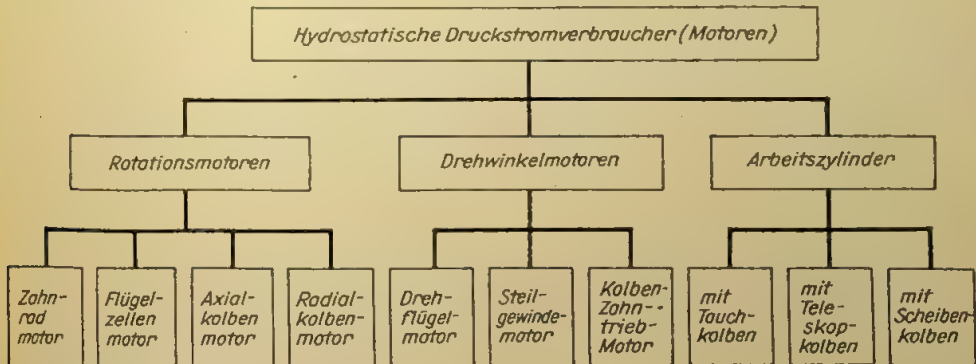 Hydrostatische Druckstromverbraucher (Motoren)
Rotationsmotoren
Drehwinkelmotoren
Arbeitszylinder
Zahn-
rad
motor
Flügel-
zellen
motor
Axial-
kolben
motor
Radial-
kolben-
motor
Dreh-
flügel-
motor
Steil-
gewinde-
motor
Kolben-
Zahn-
trieb-
Motor
mit
Tauch-
kolben
mit
Tele-
skop-
kolben
mit
Scheiben-
kolben